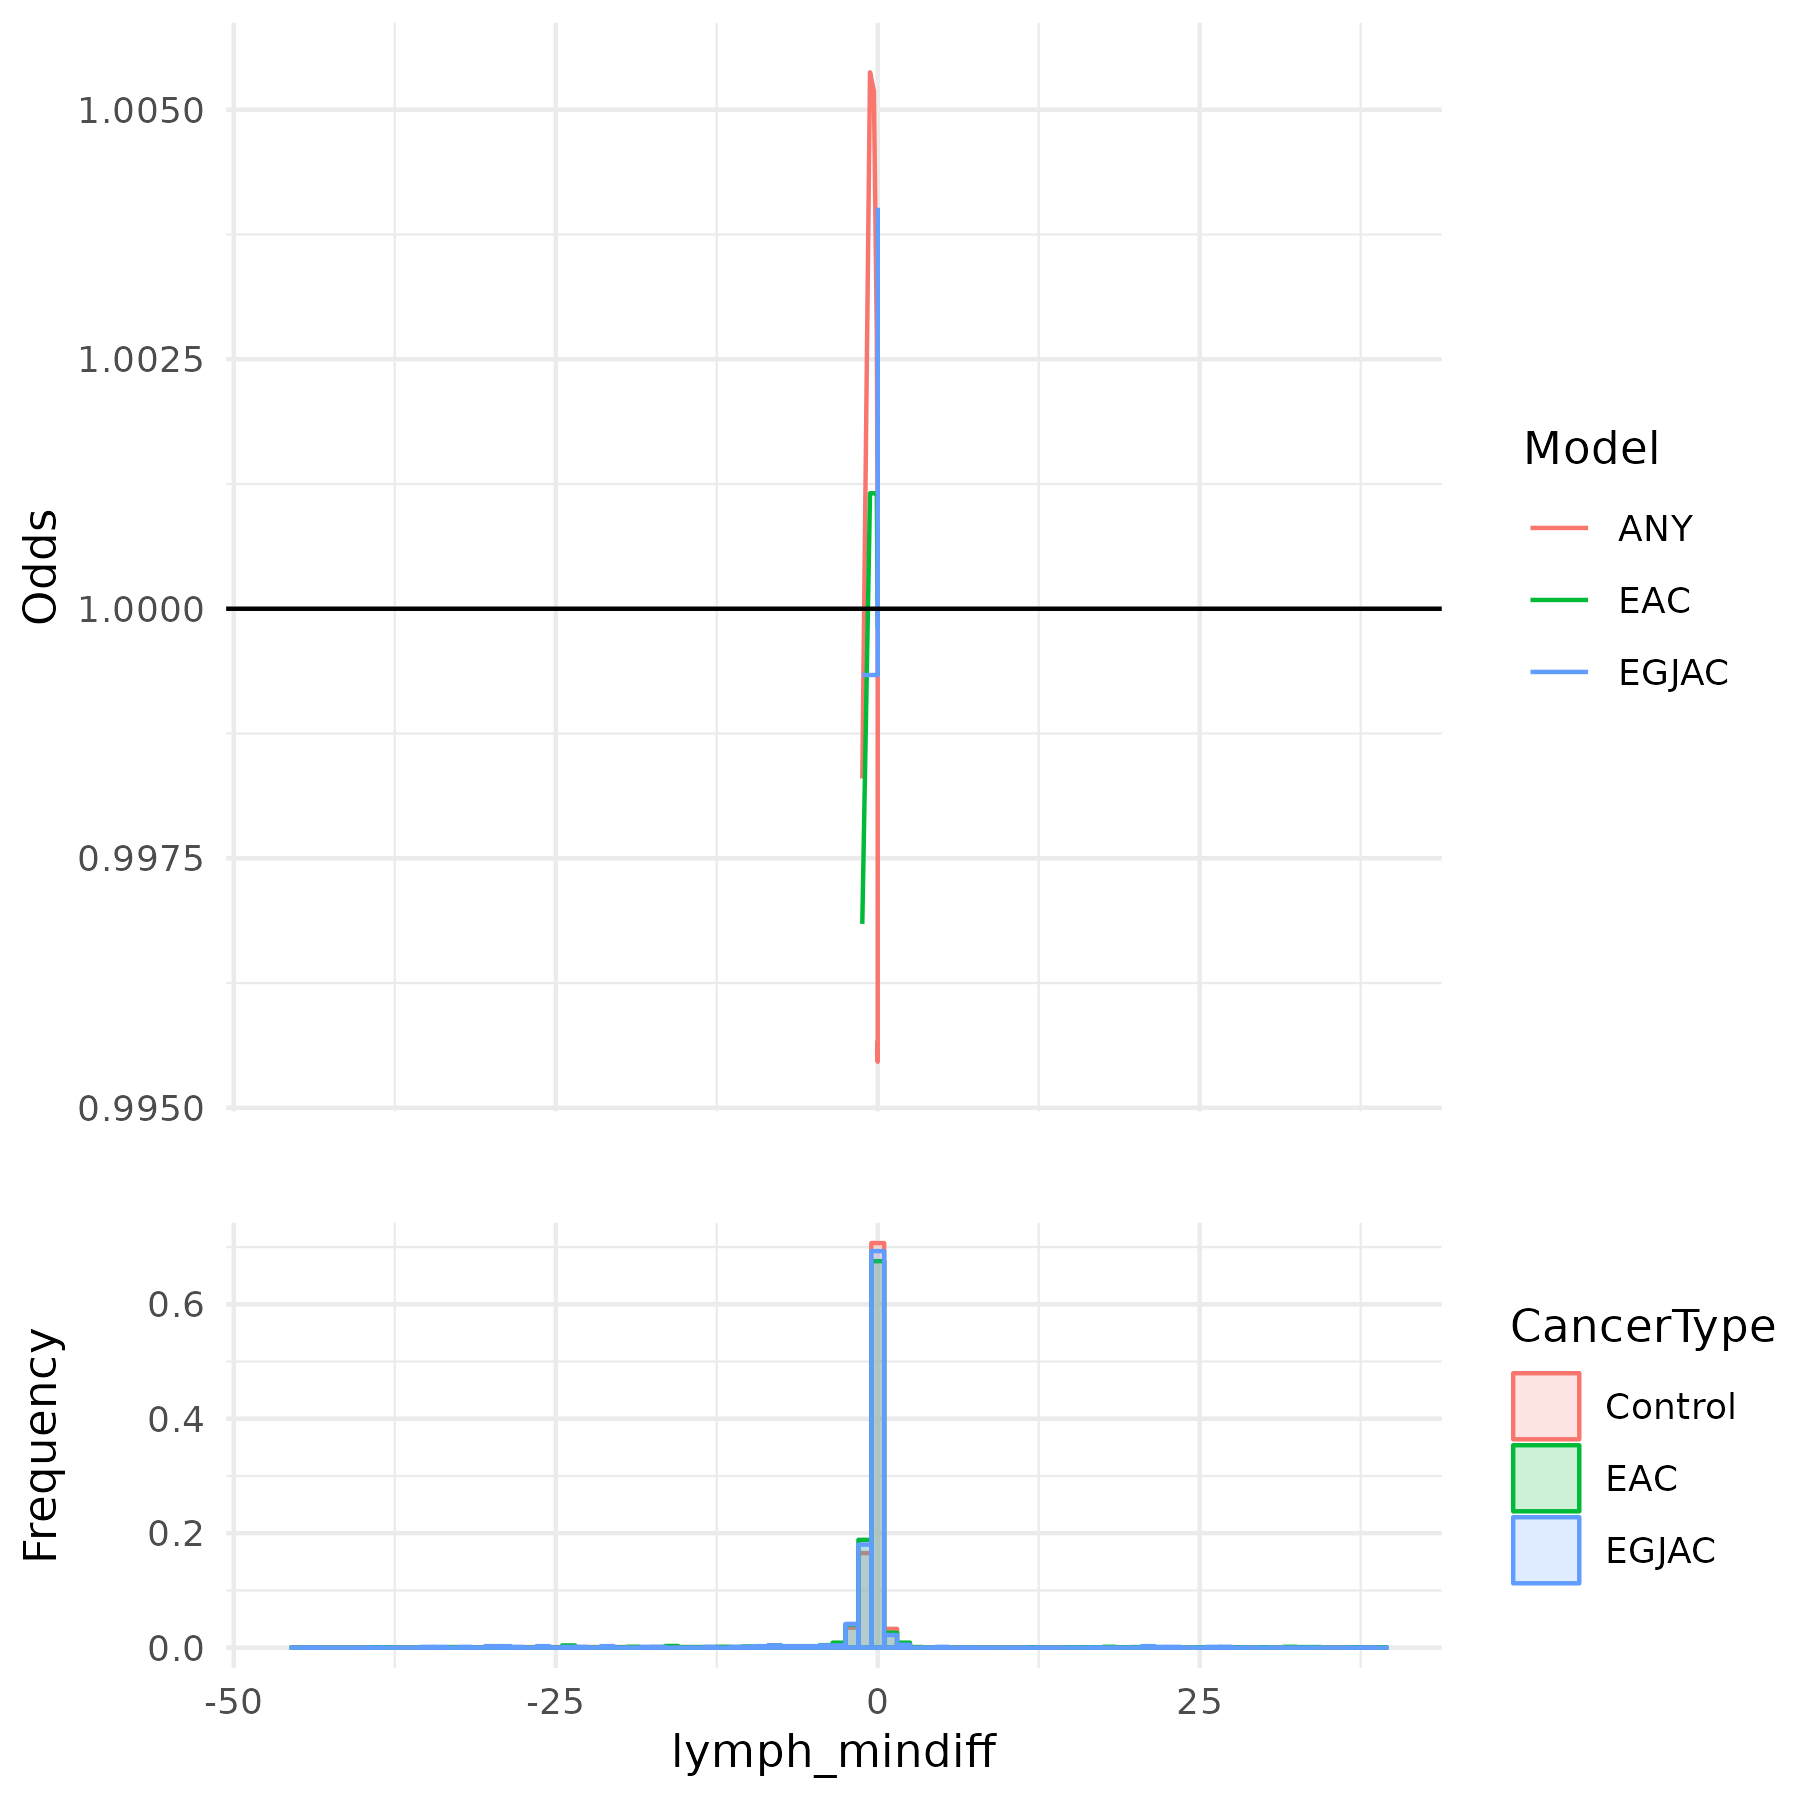 1.0050
1.0025
1.0000
0.9975
0.9950
Odds
Model
ANY
EAC
EGJAC
0.6
0.4
0.2
0.0
Frequency
-50
-25
0
25
lymph_mindiff
CancerType
Control
EAC
EGJAC